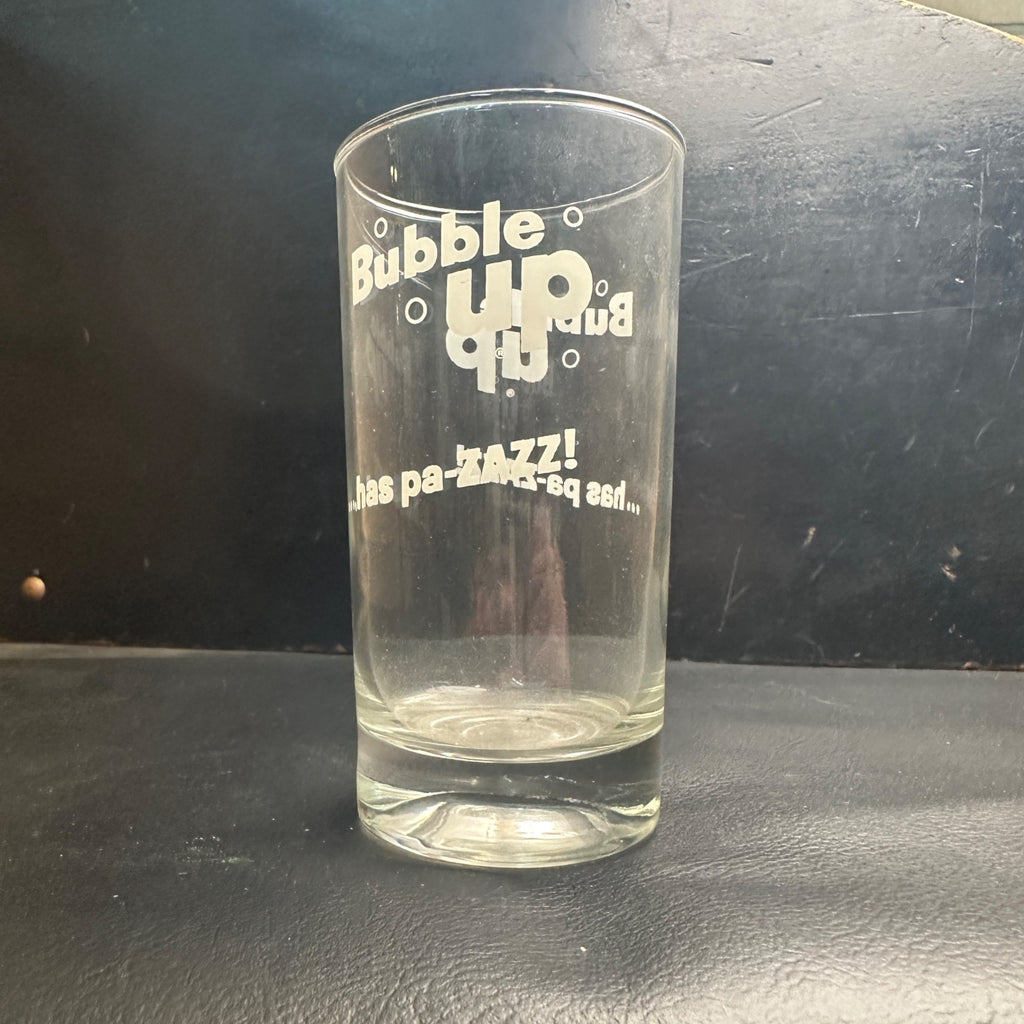 Bubble
up
®
...has pa-ZAZZ!